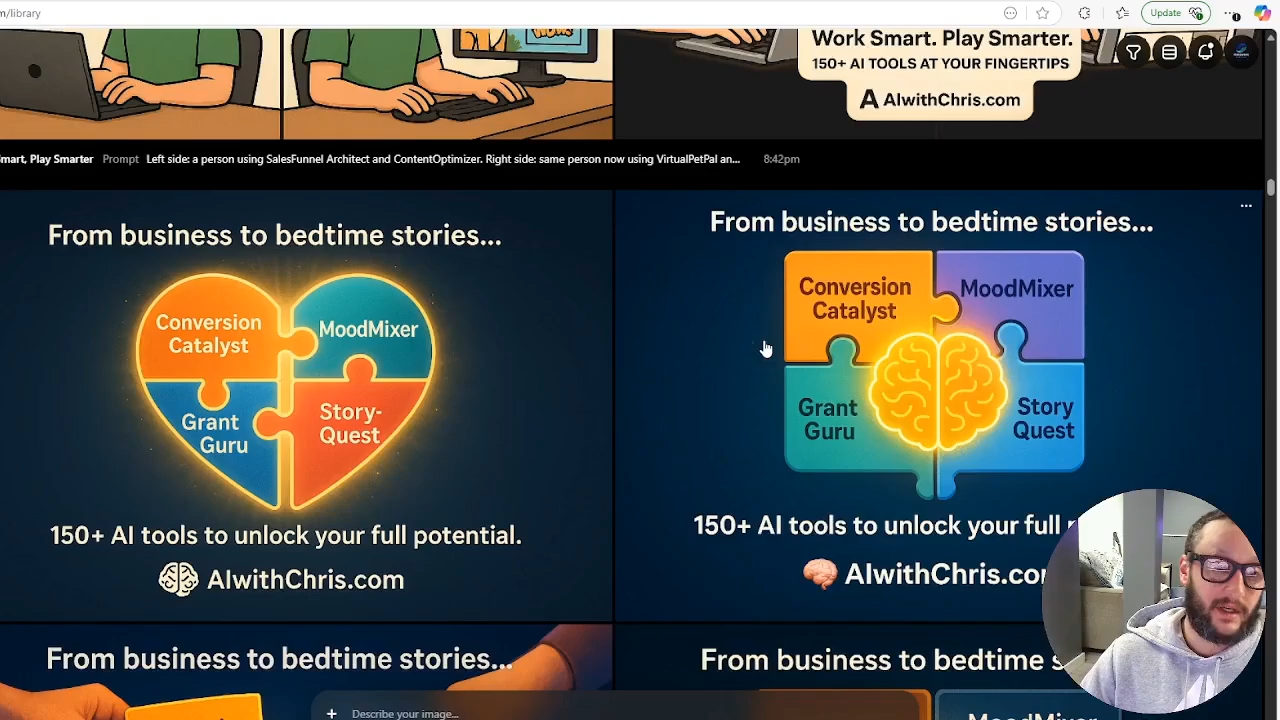 m/library
Update
Work Smart. Play Smarter.
150+ AI TOOLS AT YOUR FINGERTIPS
A AIwithChris.com
mart, Play Smarter Prompt Left side: a person using SalesFunnel Architect and ContentOptimizer. Right side: same person now using VirtualPetPal an... 8:42pm
From business to bedtime stories...
Conversion
Catalyst
MoodMixer
Grant
Guru
Story-
Quest
150+ AI tools to unlock your full potential.
AIwithChris.com
From business to bedtime stories...
Conversion
Catalyst
MoodMixer
Grant
Guru
Story
Quest
150+ AI tools to unlock your full
AIwithChris.co
From business to bedtime stories...
From business to bedtime s
MoodMixer
Describe your image...